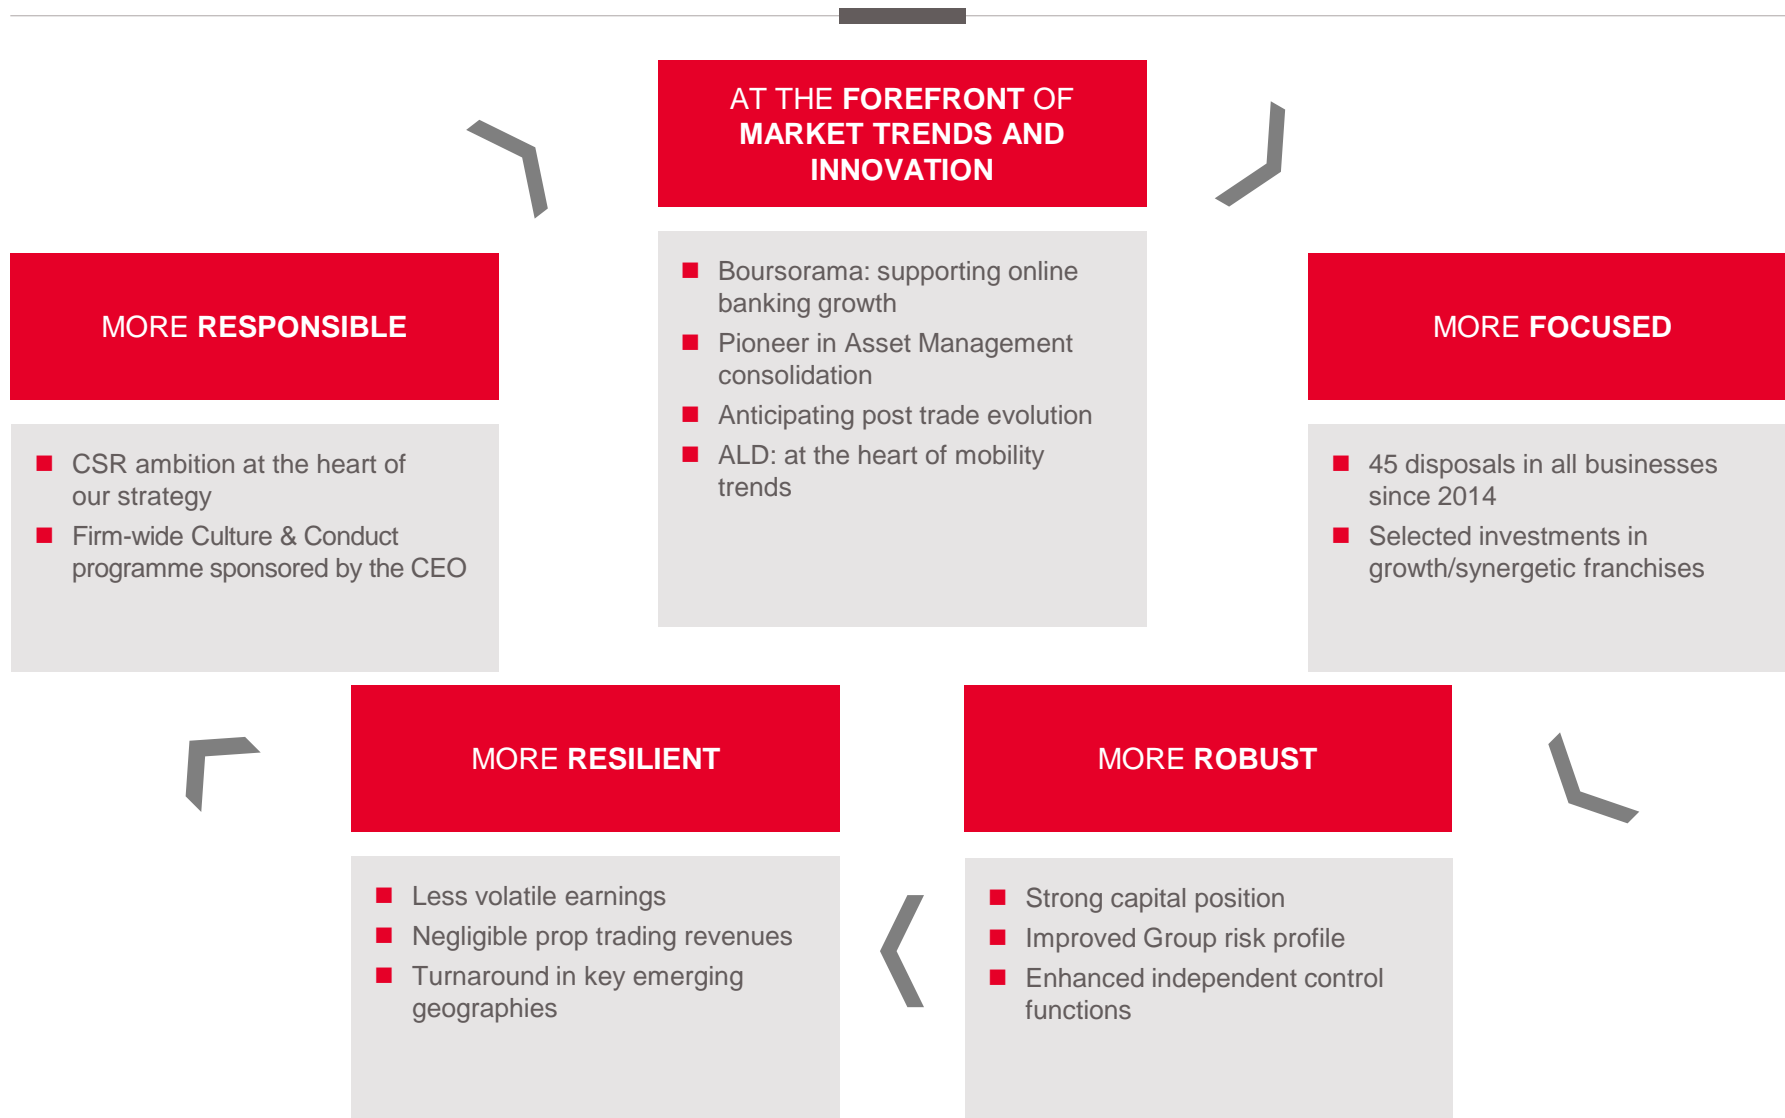 AT THE FOREFRONT OF
MARKET TRENDS AND
INNOVATION
Boursorama: supporting online
banking growth
Pioneer in Asset Management
consolidation
Anticipating post trade evolution
ALD: at the heart of mobility
trends
MORE RESPONSIBLE
CSR ambition at the heart of
our strategy
Firm-wide Culture & Conduct
programme sponsored by the CEO
MORE FOCUSED
45 disposals in all businesses
since 2014
Selected investments in
growth/synergetic franchises
MORE RESILIENT
Less volatile earnings
Negligible prop trading revenues
Turnaround in key emerging
geographies
MORE ROBUST
Strong capital position
Improved Group risk profile
Enhanced independent control
functions